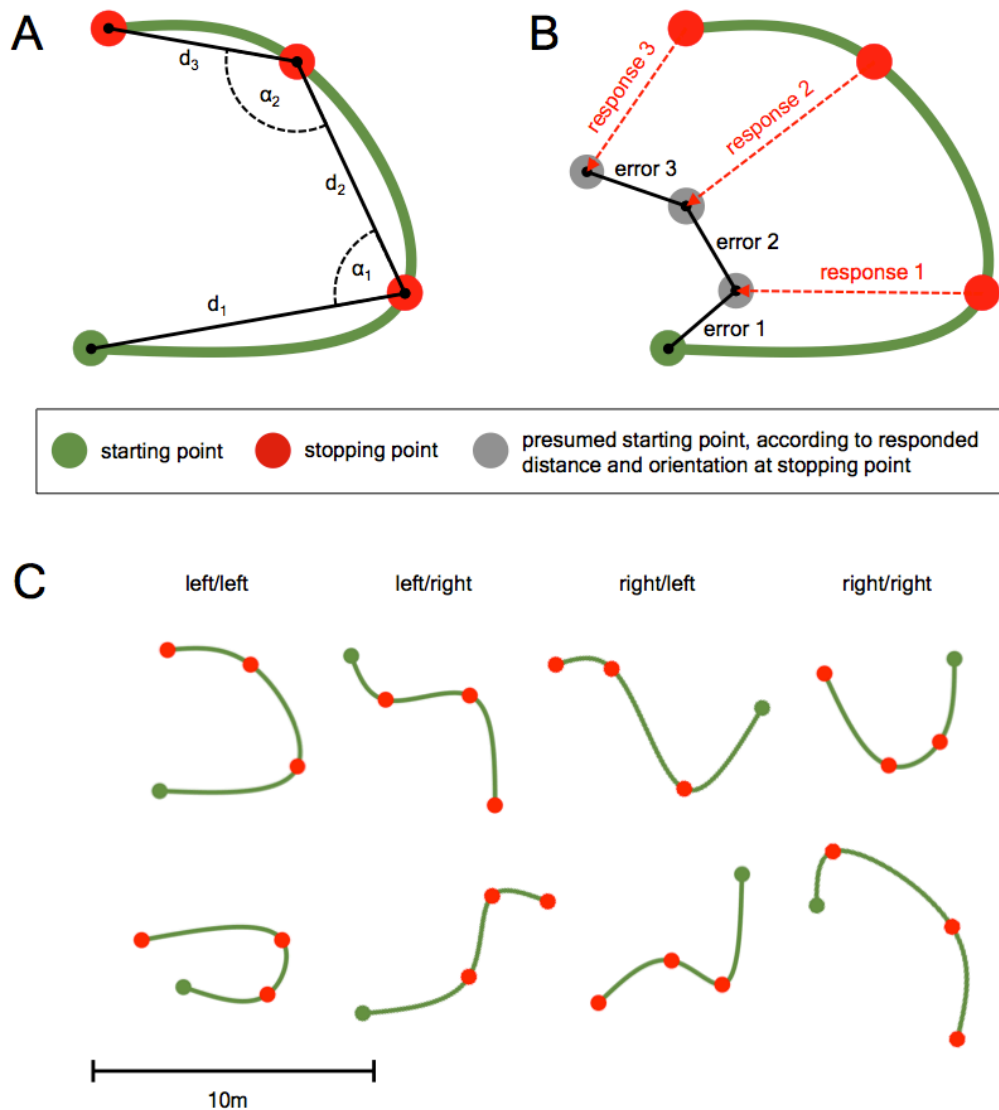 A
B
d₃
α₂
d₂
α₁
d₁
response 3
response 2
error 3
error 2
response 1
error 1
starting point
stopping point
presumed starting point, according to responded
distance and orientation at stopping point
C
left/left
left/right
right/left
right/right
10m